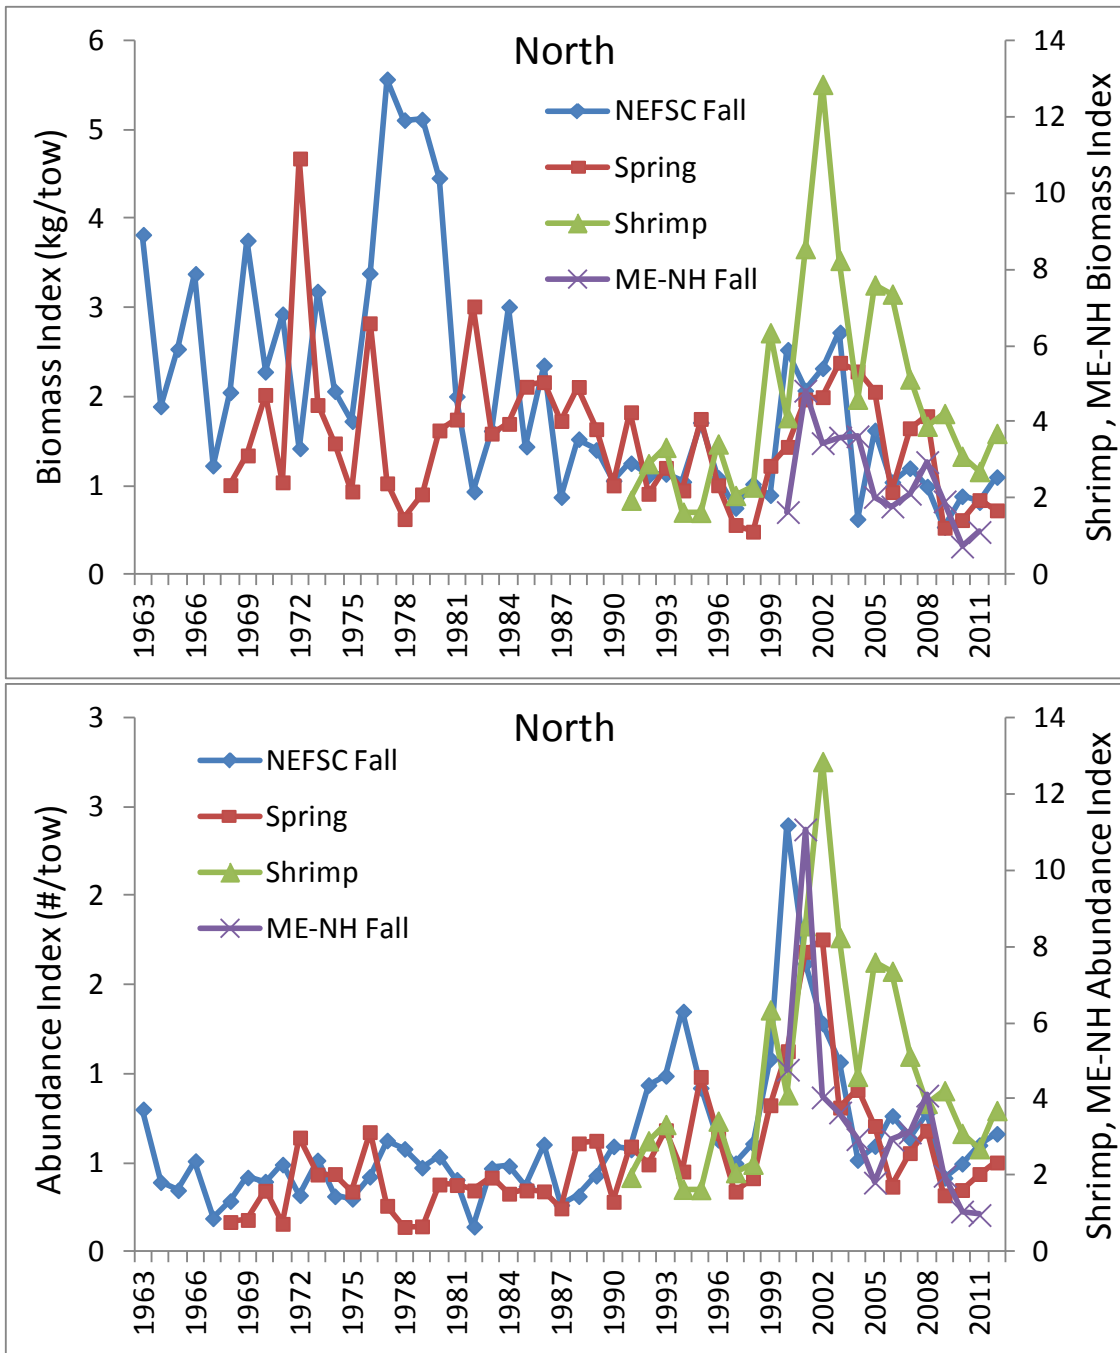 North
NEFSC Fall
Spring
Shrimp
ME-NH Fall
Biomass Index (kg/tow)
6
5
4
3
2
1
0
Shrimp, ME-NH Biomass Index
14
12
10
8
6
4
2
0
1963 1966 1969 1972 1975 1978 1981 1984 1987 1990 1993 1996 1999 2002 2005 2008 2011
North
NEFSC Fall
Spring
Shrimp
ME-NH Fall
Abundance Index (#/tow)
3
3
2
2
1
1
0
Shrimp, ME-NH Abundance Index
14
12
10
8
6
4
2
0
1963 1966 1969 1972 1975 1978 1981 1984 1987 1990 1993 1996 1999 2002 2005 2008 2011